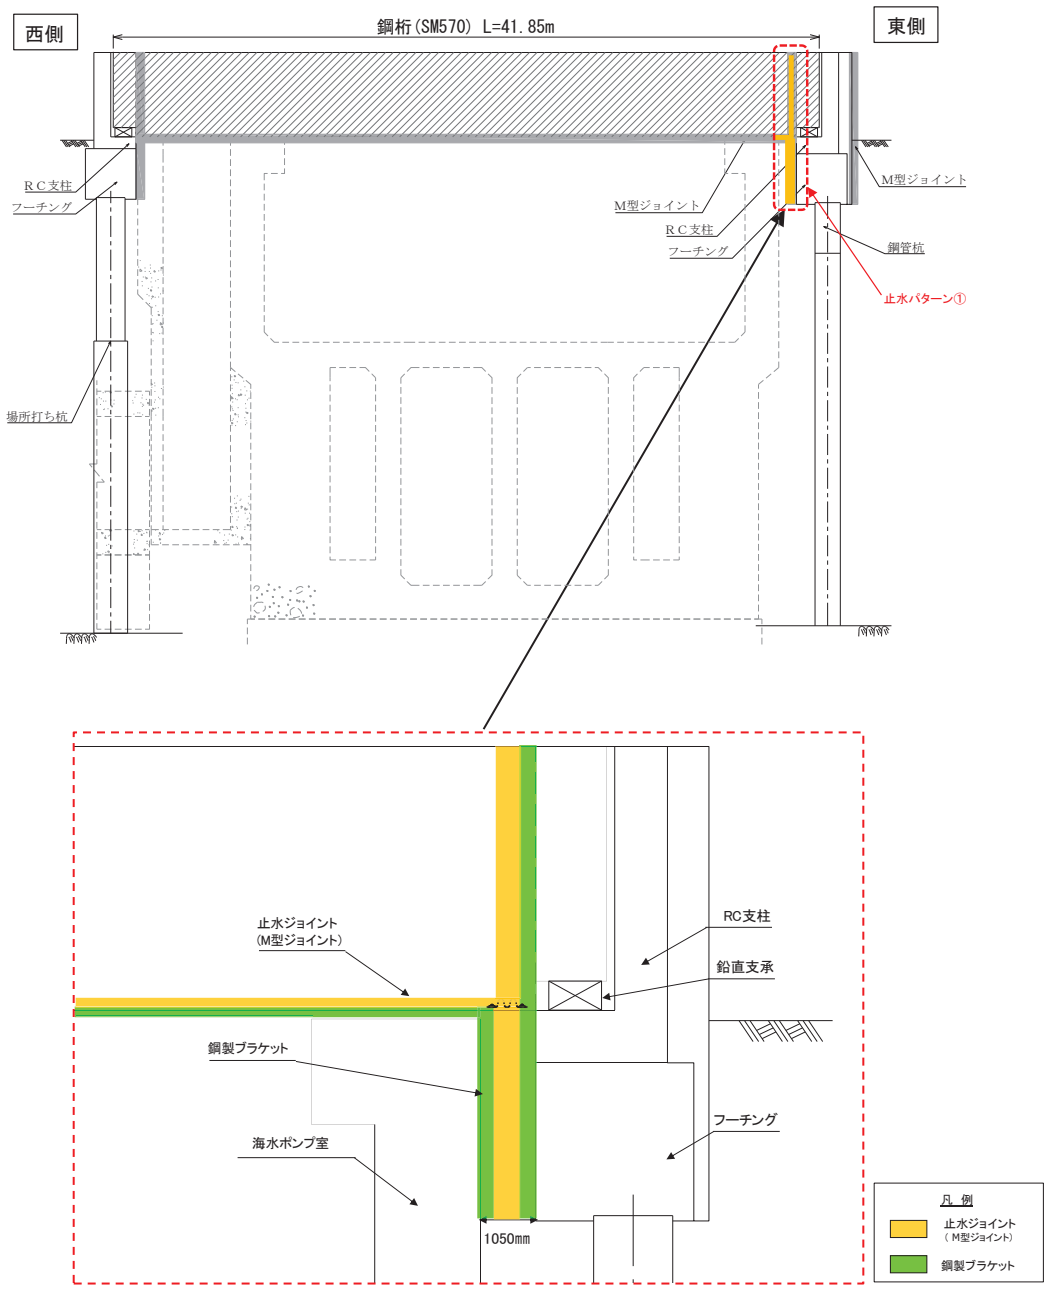 西側
鋼桁(SM570) L=41.85m
東側
RC支柱
フーチング
M型ジョイント
RC支柱
フーチング
M型ジョイント
鋼管杭
止水パターン①
場所打ち杭
止水ジョイント
(M型ジョイント)
RC支柱
鉛直支承
鋼製ブラケット
フーチング
海水ポンプ室
1050mm
凡 例
止水ジョイント
( M型ジョイント)
鋼製ブラケット